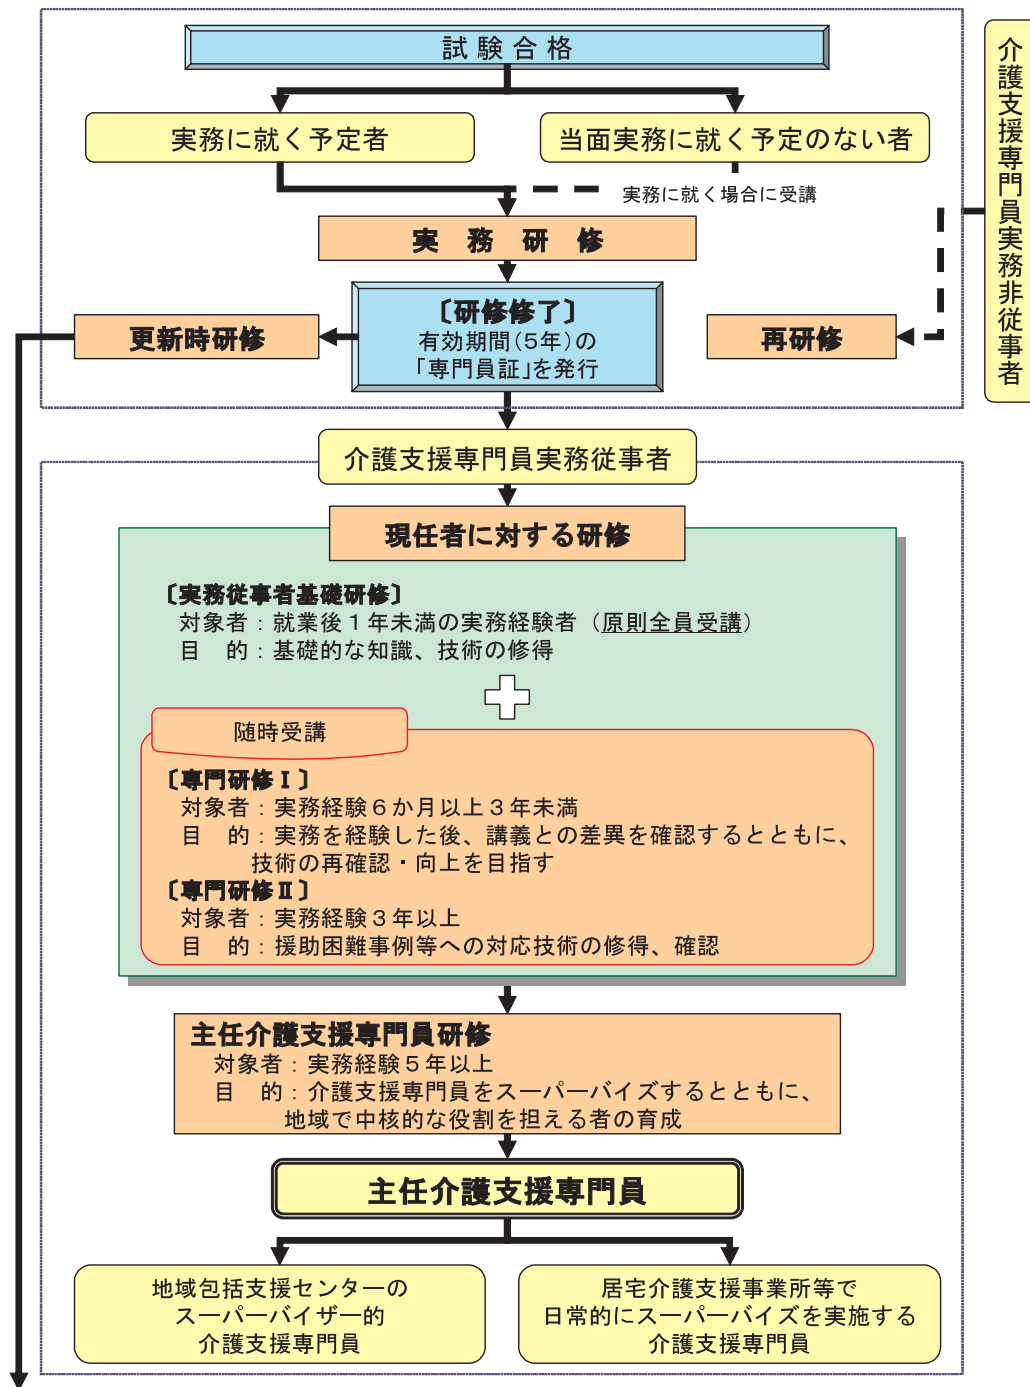 試験合格
実務に就く予定者
当面実務に就く予定のない者
実務に就く場合に受講
介護支援専門員実務非従事者
実務研修
〔研修修了〕
有効期間(5年)の
「専門員証」を発行
更新時研修
再研修
介護支援専門員実務従事者
現任者に対する研修
〔実務従事者基礎研修〕
対象者：就業後１年未満の実務経験者（原則全員受講）
目　的：基礎的な知識、技術の修得
随時受講
〔専門研修Ⅰ〕
対象者：実務経験６か月以上３年未満
目　的：実務を経験した後、講義との差異を確認するとともに、
技術の再確認・向上を目指す
〔専門研修Ⅱ〕
対象者：実務経験３年以上
目　的：援助困難事例等への対応技術の修得、確認
主任介護支援専門員研修
対象者：実務経験５年以上
目　的：介護支援専門員をスーパーバイズするとともに、
地域で中核的な役割を担える者の育成
主任介護支援専門員
地域包括支援センターの
スーパーバイザー的
介護支援専門員
居宅介護支援事業所等で
日常的にスーパーバイズを実施する
介護支援専門員